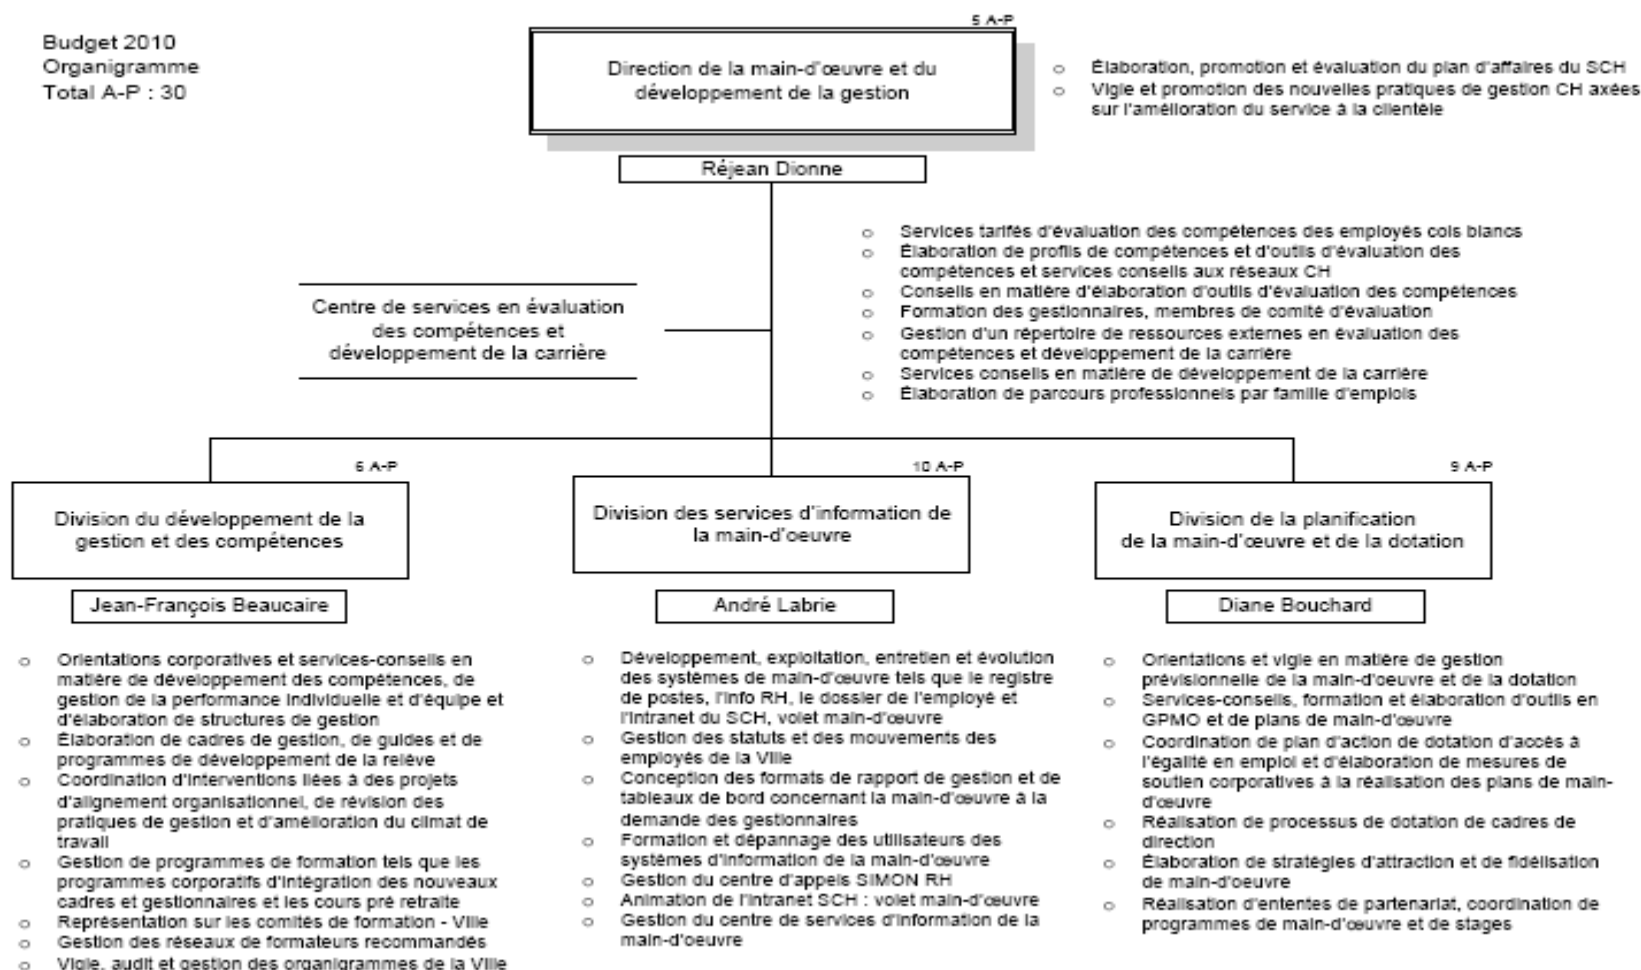 Budget 2010
Organigramme
Total A-P : 30
5 A-P
Direction de la main-d'œuvre et du
développement de la gestion
Réjean Dionne
o Élaboration, promotion et évaluation du plan d'affaires du SCH
o Vigie et promotion des nouvelles pratiques de gestion CH axées
sur l'amélioration du service à la clientèle
Centre de services en évaluation
des compétences et
développement de la carrière
o Services tarifés d'évaluation des compétences des employés cols blancs
o Élaboration de profils de compétences et d'outils d'évaluation des
compétences et services conseils aux réseaux CH
o Conseils en matière d'élaboration d'outils d'évaluation des compétences
o Formation des gestionnaires, membres de comité d'évaluation
o Gestion d'un répertoire de ressources externes en évaluation des
compétences et développement de la carrière
o Services conseils en matière de développement de la carrière
o Élaboration de parcours professionnels par famille d'emplois
6 A-P
Division du développement de la
gestion et des compétences
Jean-François Beaucaire
o Orientations corporatives et services-conseils en
matière de développement des compétences, de
gestion de la performance individuelle et d'équipe et
d'élaboration de structures de gestion
o Élaboration de cadres de gestion, de guides et de
programmes de développement de la relève
o Coordination d'interventions liées à des projets
d'alignement organisationnel, de révision des
pratiques de gestion et d'amélioration du climat de
travail
o Gestion de programmes de formation tels que les
programmes corporatifs d'intégration des nouveaux
cadres et gestionnaires et les cours pré retraite
o Représentation sur les comités de formation - Ville
o Gestion des réseaux de formateurs recommandés
o Vigie, audit et gestion des organigrammes de la Ville
10 A-P
Division des services d'information de
la main-d'oeuvre
André Labrie
o Développement, exploitation, entretien et évolution
des systèmes de main-d'œuvre tels que le registre
de postes, l'info RH, le dossier de l'employé et
l'intranet du SCH, volet main-d'œuvre
o Gestion des statuts et des mouvements des
employés de la Ville
o Conception des formats de rapport de gestion et de
tableaux de bord concernant la main-d'œuvre à la
demande des gestionnaires
o Formation et dépannage des utilisateurs des
systèmes d'information de la main-d'œuvre
o Gestion du centre d'appels SIMON RH
o Animation de l'intranet SCH : volet main-d'œuvre
o Gestion du centre de services d'information de la
main-d'oeuvre
9 A-P
Division de la planification
de la main-d'œuvre et de la dotation
Diane Bouchard
o Orientations et vigie en matière de gestion
prévisionnelle de la main-d'oeuvre et de la dotation
o Services-conseils, formation et élaboration d'outils en
GPMO et de plans de main-d'œuvre
o Coordination de plan d'action de dotation d'accès à
l'égalité en emploi et d'élaboration de mesures de
soutien corporatives à la réalisation des plans de main-
d'œuvre
o Réalisation de processus de dotation de cadres de
direction
o Élaboration de stratégies d'attraction et de fidélisation
de main-d'oeuvre
o Réalisation d'ententes de partenariat, coordination de
programmes de main-d'œuvre et de stages